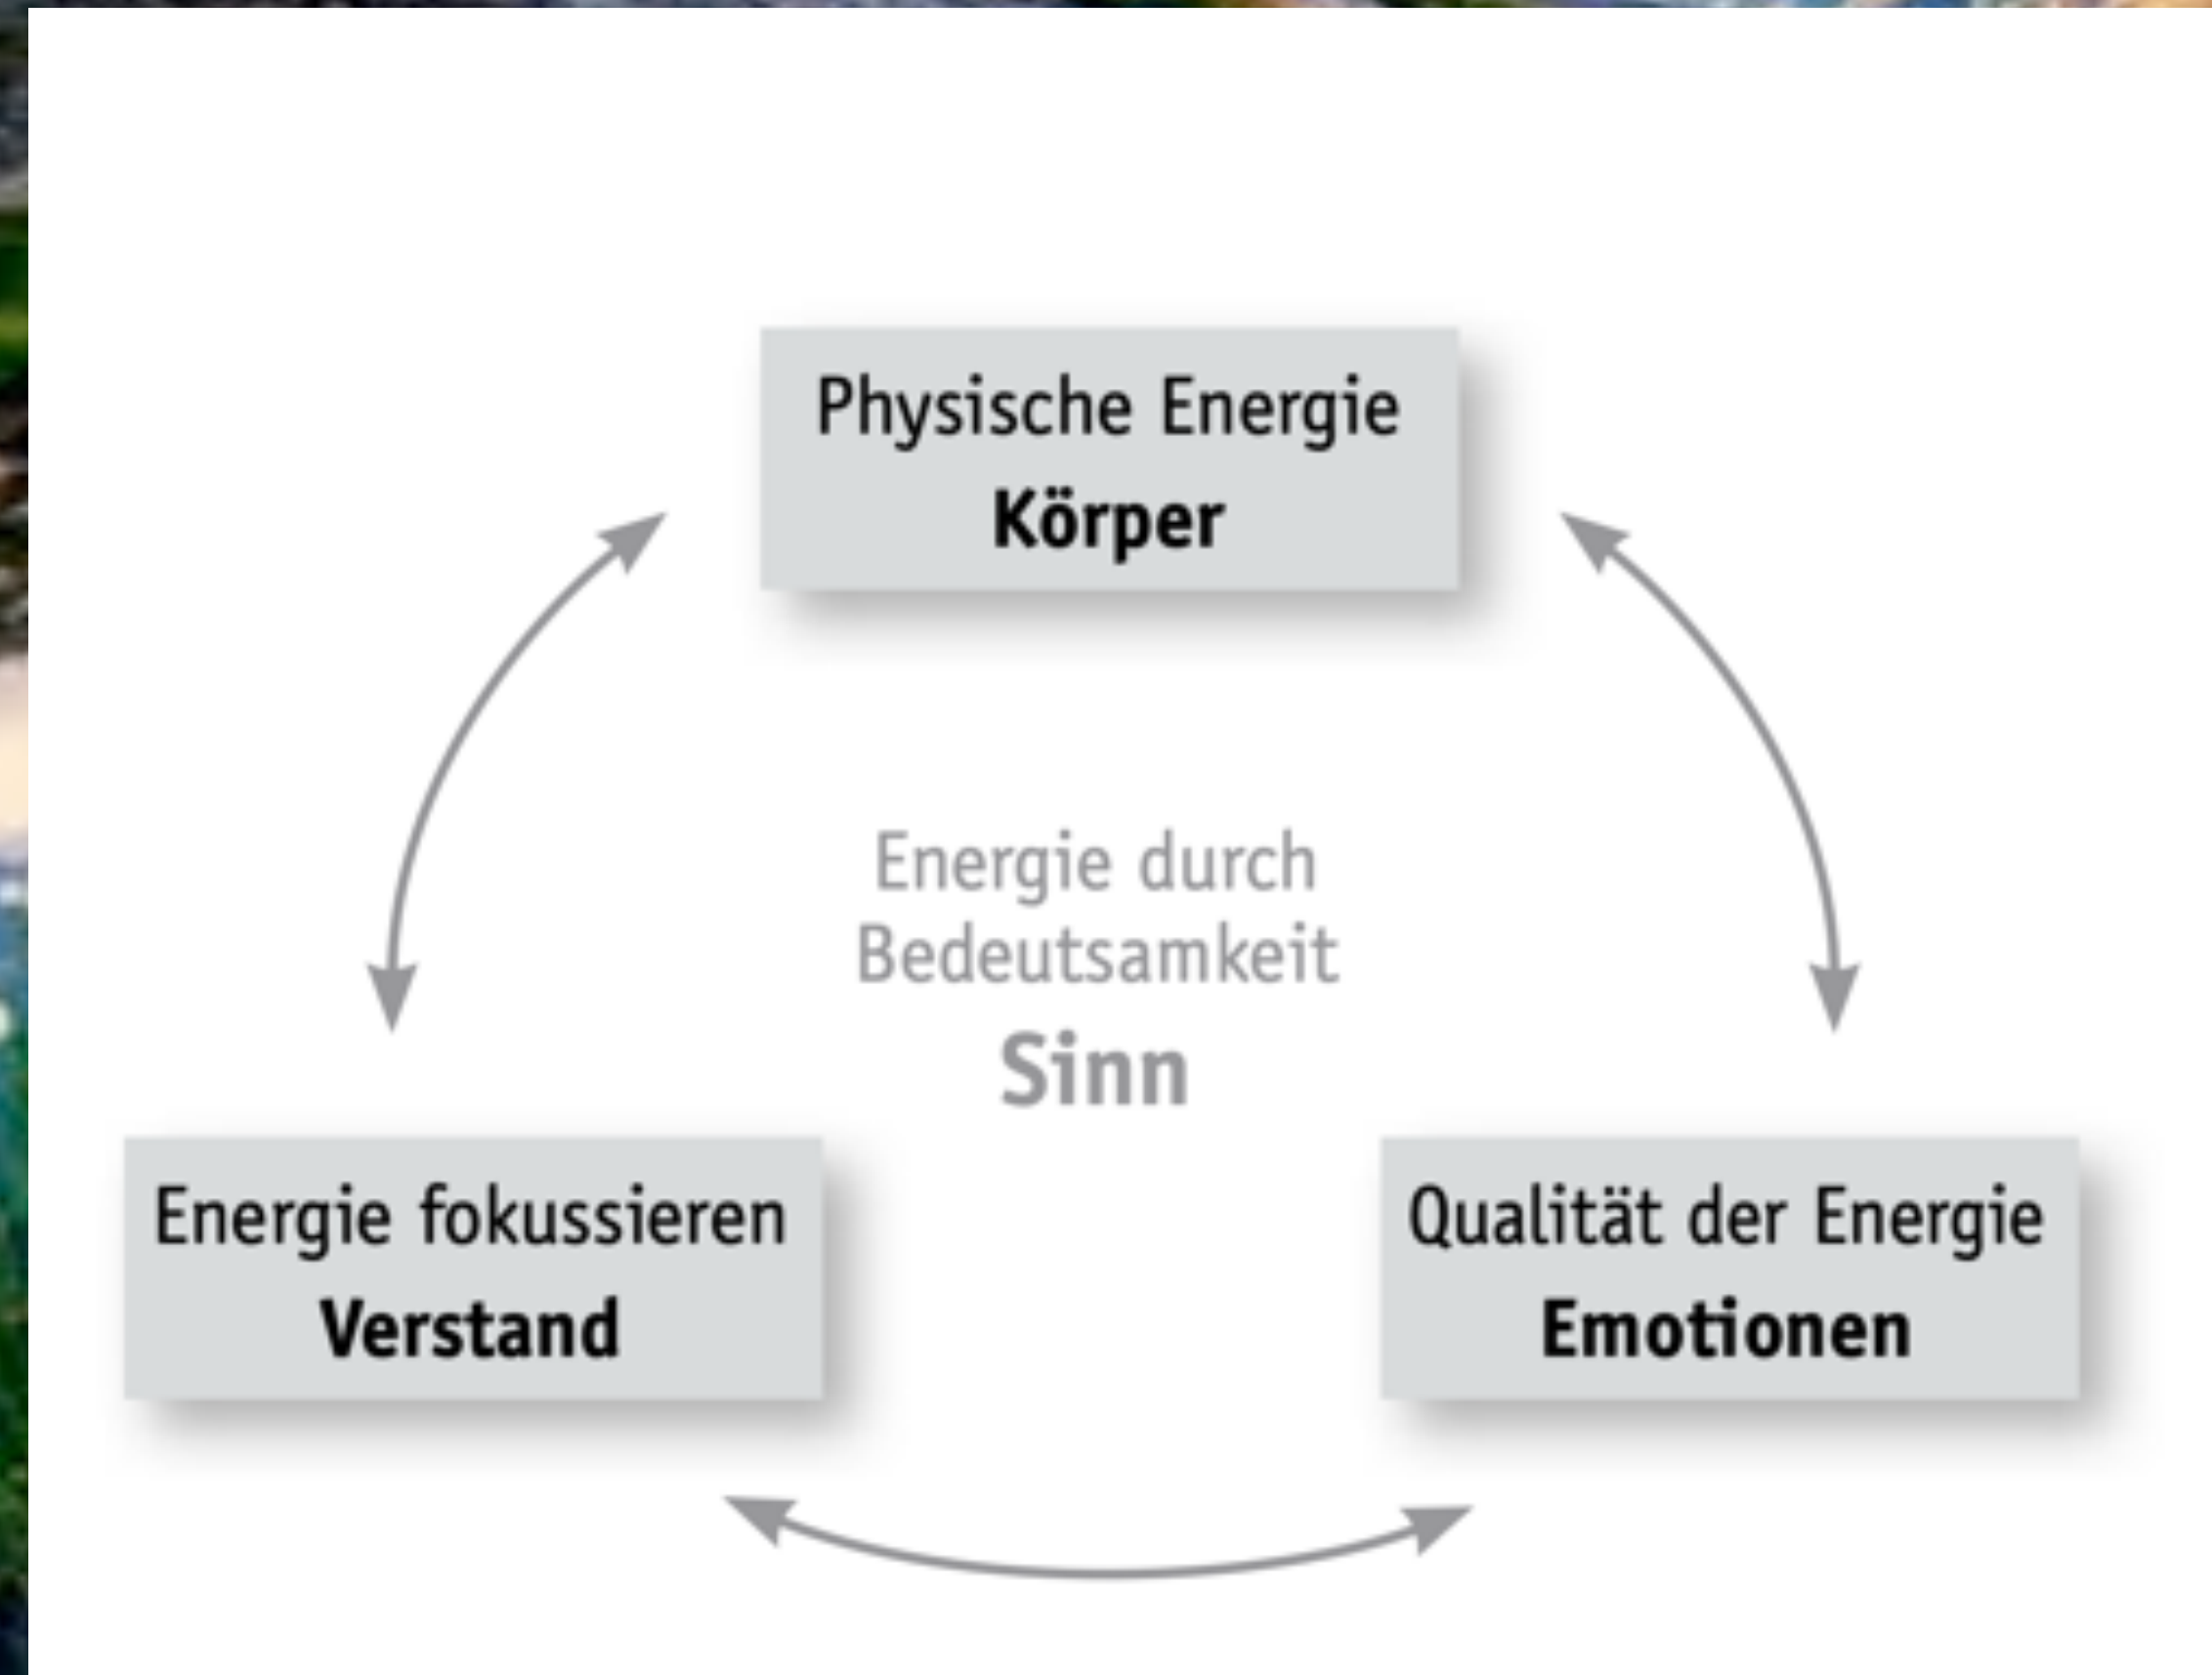 Physische Energie
Körper
Energie durch
Bedeutsamkeit
Sinn
Energie fokussieren
Verstand
Qualität der Energie
Emotionen